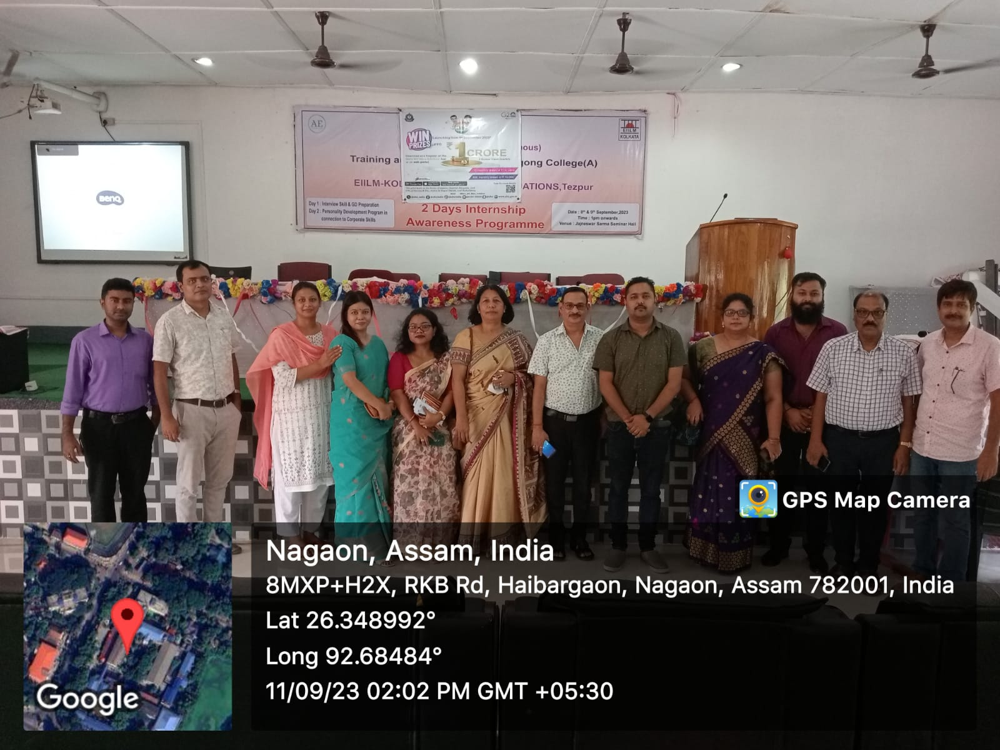 AE
EIILM
KOLKATA
G20
WIN
PRIZES
₹ 1 CRORE
nous)
Training a
gong College(A)
EIILM-KOL
ATIONS,Tezpur
2 Days Internship
Awareness Programme
Day 1 : Interview Skill & GD Preparation
Day 2 : Personality Development Program in
connection to Corporate Skills
Date : 8th & 9th September,2023
Time : 1pm onwards
Venue : Jajneswar Sarma Seminar Hall
BenQ
GPS Map Camera
Nagaon, Assam, India
8MXP+H2X, RKB Rd, Haibargaon, Nagaon, Assam 782001, India
Lat 26.348992°
Long 92.68484°
11/09/23 02:02 PM GMT +05:30
Google